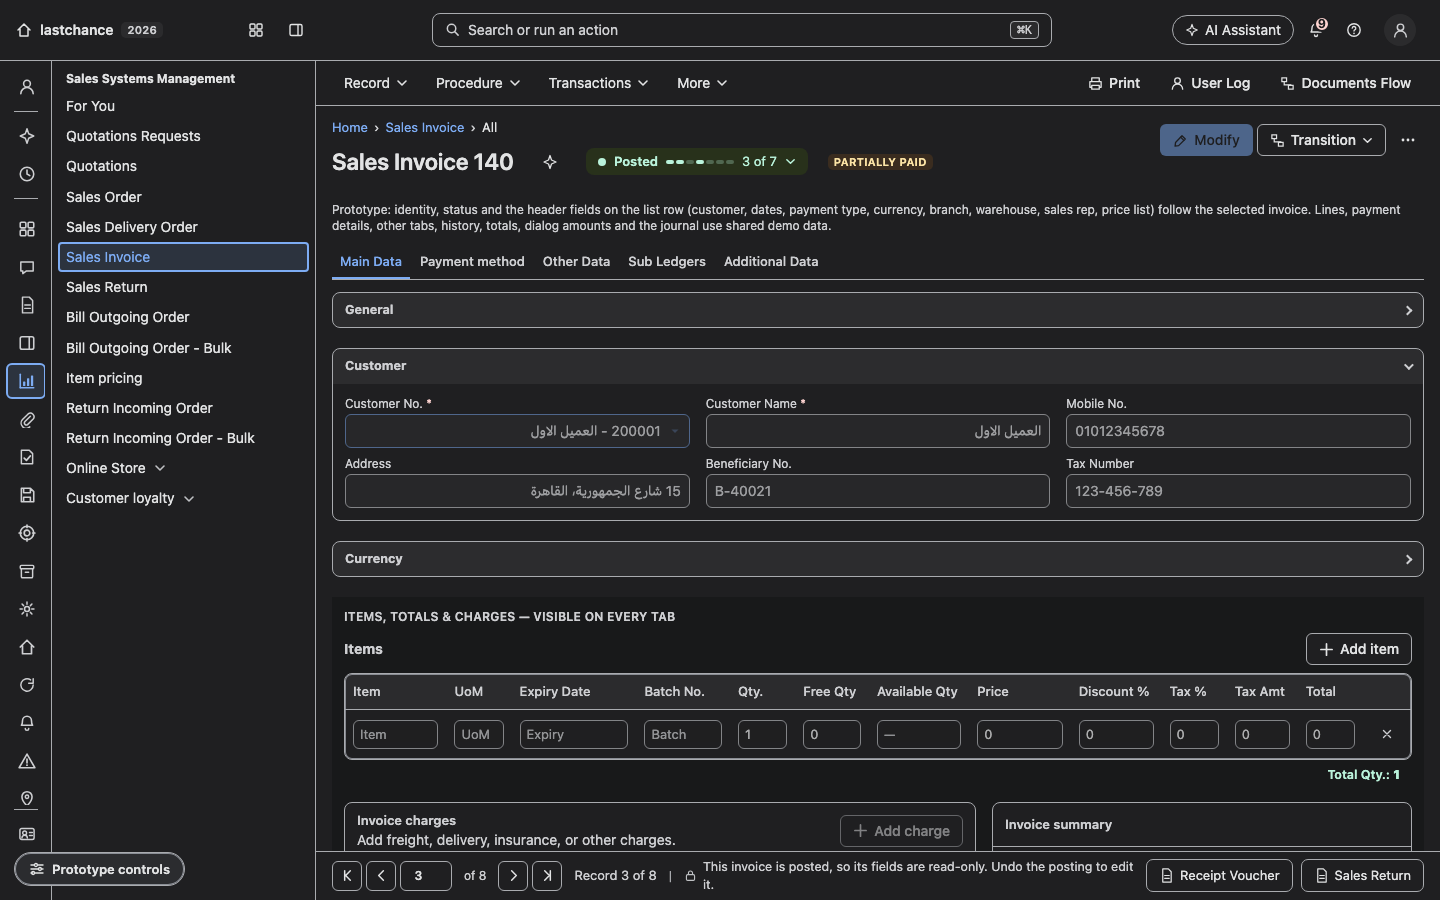 lastchance 2026
Search or run an action ⌘K
AI Assistant
9
Sales Systems Management
For You
Quotations Requests
Quotations
Sales Order
Sales Delivery Order
Sales Invoice
Sales Return
Bill Outgoing Order
Bill Outgoing Order - Bulk
Item pricing
Return Incoming Order
Return Incoming Order - Bulk
Online Store
Customer loyalty
Prototype controls
Record Procedure Transactions More Print User Log Documents Flow
Home › Sales Invoice › All
Modify Transition
Sales Invoice 140 Posted 3 of 7 PARTIALLY PAID
Prototype: identity, status and the header fields on the list row (customer, dates, payment type, currency, branch, warehouse, sales rep, price list) follow the selected invoice. Lines, payment
details, other tabs, history, totals, dialog amounts and the journal use shared demo data.
Main Data Payment method Other Data Sub Ledgers Additional Data
General
Customer
Customer No. * Customer Name * Mobile No.
200001 - العميل الاول العميل الاول 01012345678
Address Beneficiary No. Tax Number
15 شارع الجمهورية، القاهرة B-40021 123-456-789
Currency
ITEMS, TOTALS & CHARGES — VISIBLE ON EVERY TAB
Items Add item
Item UoM Expiry Date Batch No. Qty. Free Qty Available Qty Price Discount % Tax % Tax Amt Total
Item UoM Expiry Batch 1 0 — 0 0 0 0 0
Total Qty.: 1
Invoice charges
Add freight, delivery, insurance, or other charges.
Add charge
Invoice summary
3 of 8 Record 3 of 8 |
This invoice is posted, so its fields are read-only. Undo the posting to edit
it.
Receipt Voucher Sales Return